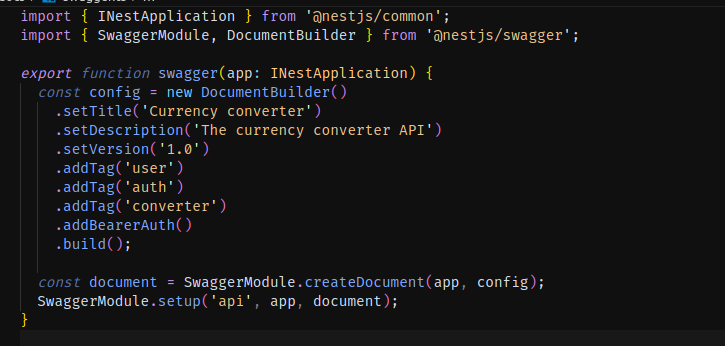 import { INestApplication } from '@nestjs/common';
import { SwaggerModule, DocumentBuilder } from '@nestjs/swagger';
export function swagger(app: INestApplication) {
const config = new DocumentBuilder()
.setTitle('Currency converter')
.setDescription('The currency converter API')
.setVersion('1.0')
.addTag('user')
.addTag('auth')
.addTag('converter')
.addBearerAuth()
.build();
const document = SwaggerModule.createDocument(app, config);
SwaggerModule.setup('api', app, document);
}